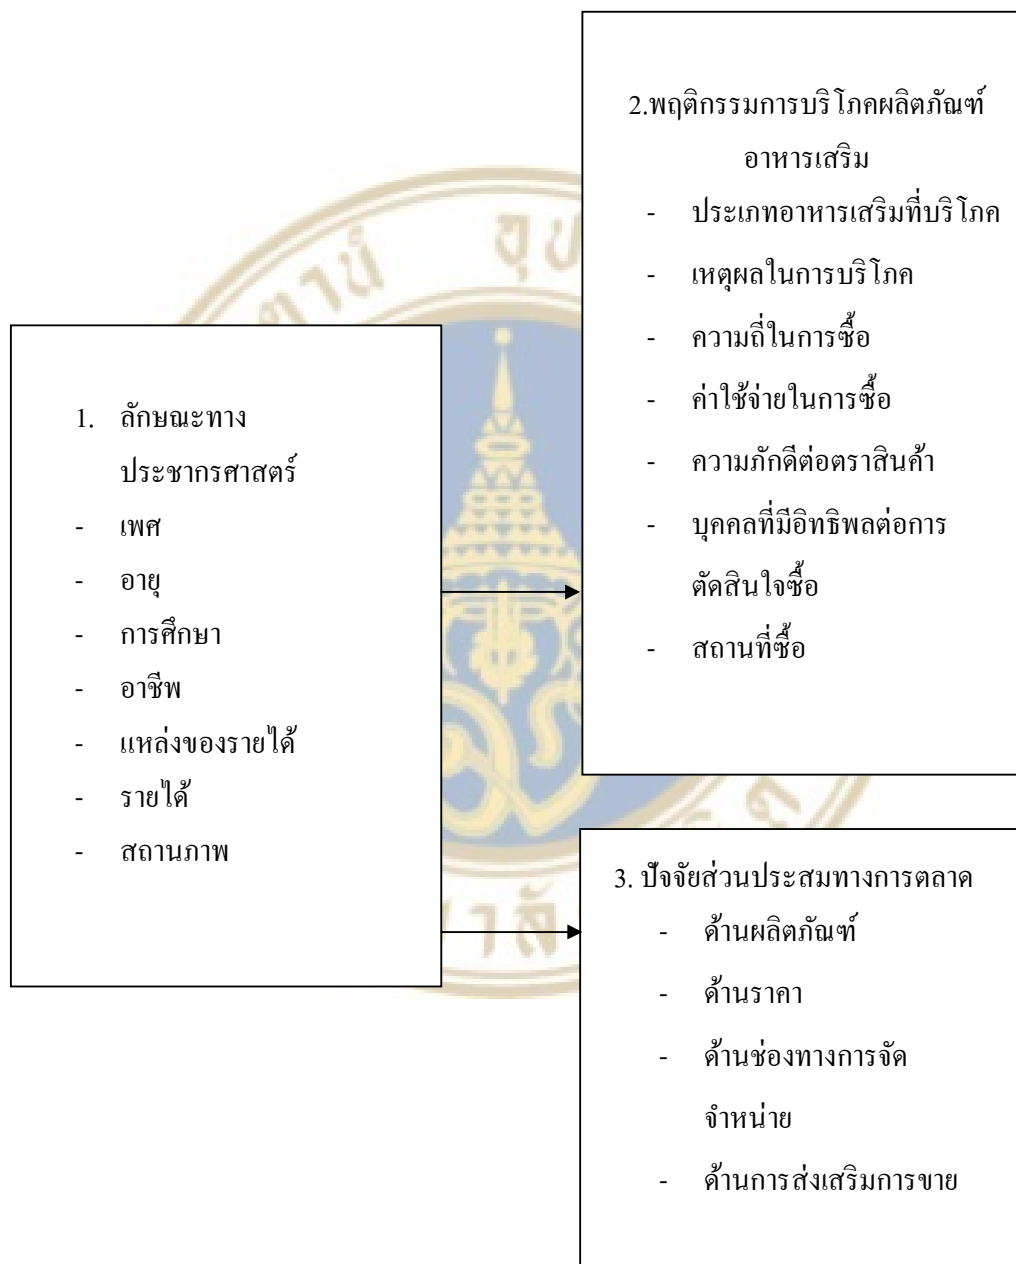 1. ลักษณะทาง
ประชากรศาสตร์
- เพศ
- อายุ
- การศึกษา
- อาชีพ
- แหล่งของรายได้
- รายได้
- สถานภาพ
2.พฤติกรรมการบริโภคผลิตภัณฑ์
อาหารเสริม
- ประเภทอาหารเสริมที่บริโภค
- เหตุผลในการบริโภค
- ความถี่ในการซื้อ
- ค่าใช้จ่ายในการซื้อ
- ความภักดีต่อตราสินค้า
- บุคคลที่มีอิทธิพลต่อการ
ตัดสินใจซื้อ
- สถานที่ซื้อ
3. ปัจจัยส่วนประสมทางการตลาด
- ด้านผลิตภัณฑ์
- ด้านราคา
- ด้านช่องทางการจัด
จำหน่าย
- ด้านการส่งเสริมการขาย